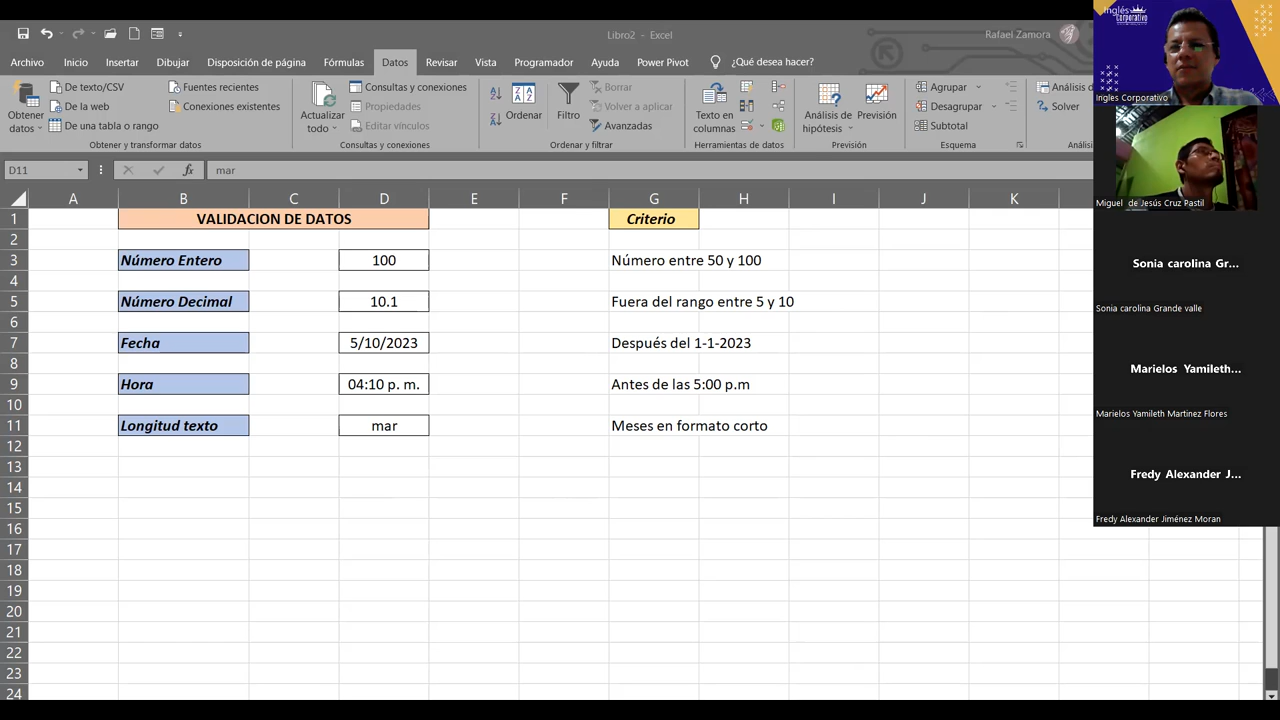 Libro2 - Excel
Rafael Zamora
Archivo Inicio Insertar Dibujar Disposición de página Fórmulas Datos Revisar Vista Programador Ayuda Power Pivot ¿Qué desea hacer?
Obtener datos
De texto/CSV
De la web
De una tabla o rango
Fuentes recientes
Conexiones existentes
Obtener y transformar datos
Actualizar todo
Consultas y conexiones
Propiedades
Editar vínculos
Consultas y conexiones
Ordenar
Filtro
Borrar
Volver a aplicar
Avanzadas
Ordenar y filtrar
Texto en columnas
Herramientas de datos
Análisis de hipótesis
Previsión
Previsión
Agrupar
Desagrupar
Subtotal
Esquema
Análisis d
Solver
Anális
D11 fx mar
A B C D E F G H I J K
1 VALIDACION DE DATOS Criterio
2
3 Número Entero 100 Número entre 50 y 100
4
5 Número Decimal 10.1 Fuera del rango entre 5 y 10
6
7 Fecha 5/10/2023 Después del 1-1-2023
8
9 Hora 04:10 p. m. Antes de las 5:00 p.m
10
11 Longitud texto mar Meses en formato corto
12
13
14
15
16
17
18
19
20
21
22
23
24
Inglés Corporativo
Ingles Corporativo
Miguel de Jesús Cruz Pastil
Sonia carolina Gr...
Sonia carolina Grande valle
Marielos Yamileth...
Marielos Yamileth Martinez Flores
Fredy Alexander J...
Fredy Alexander Jiménez Moran